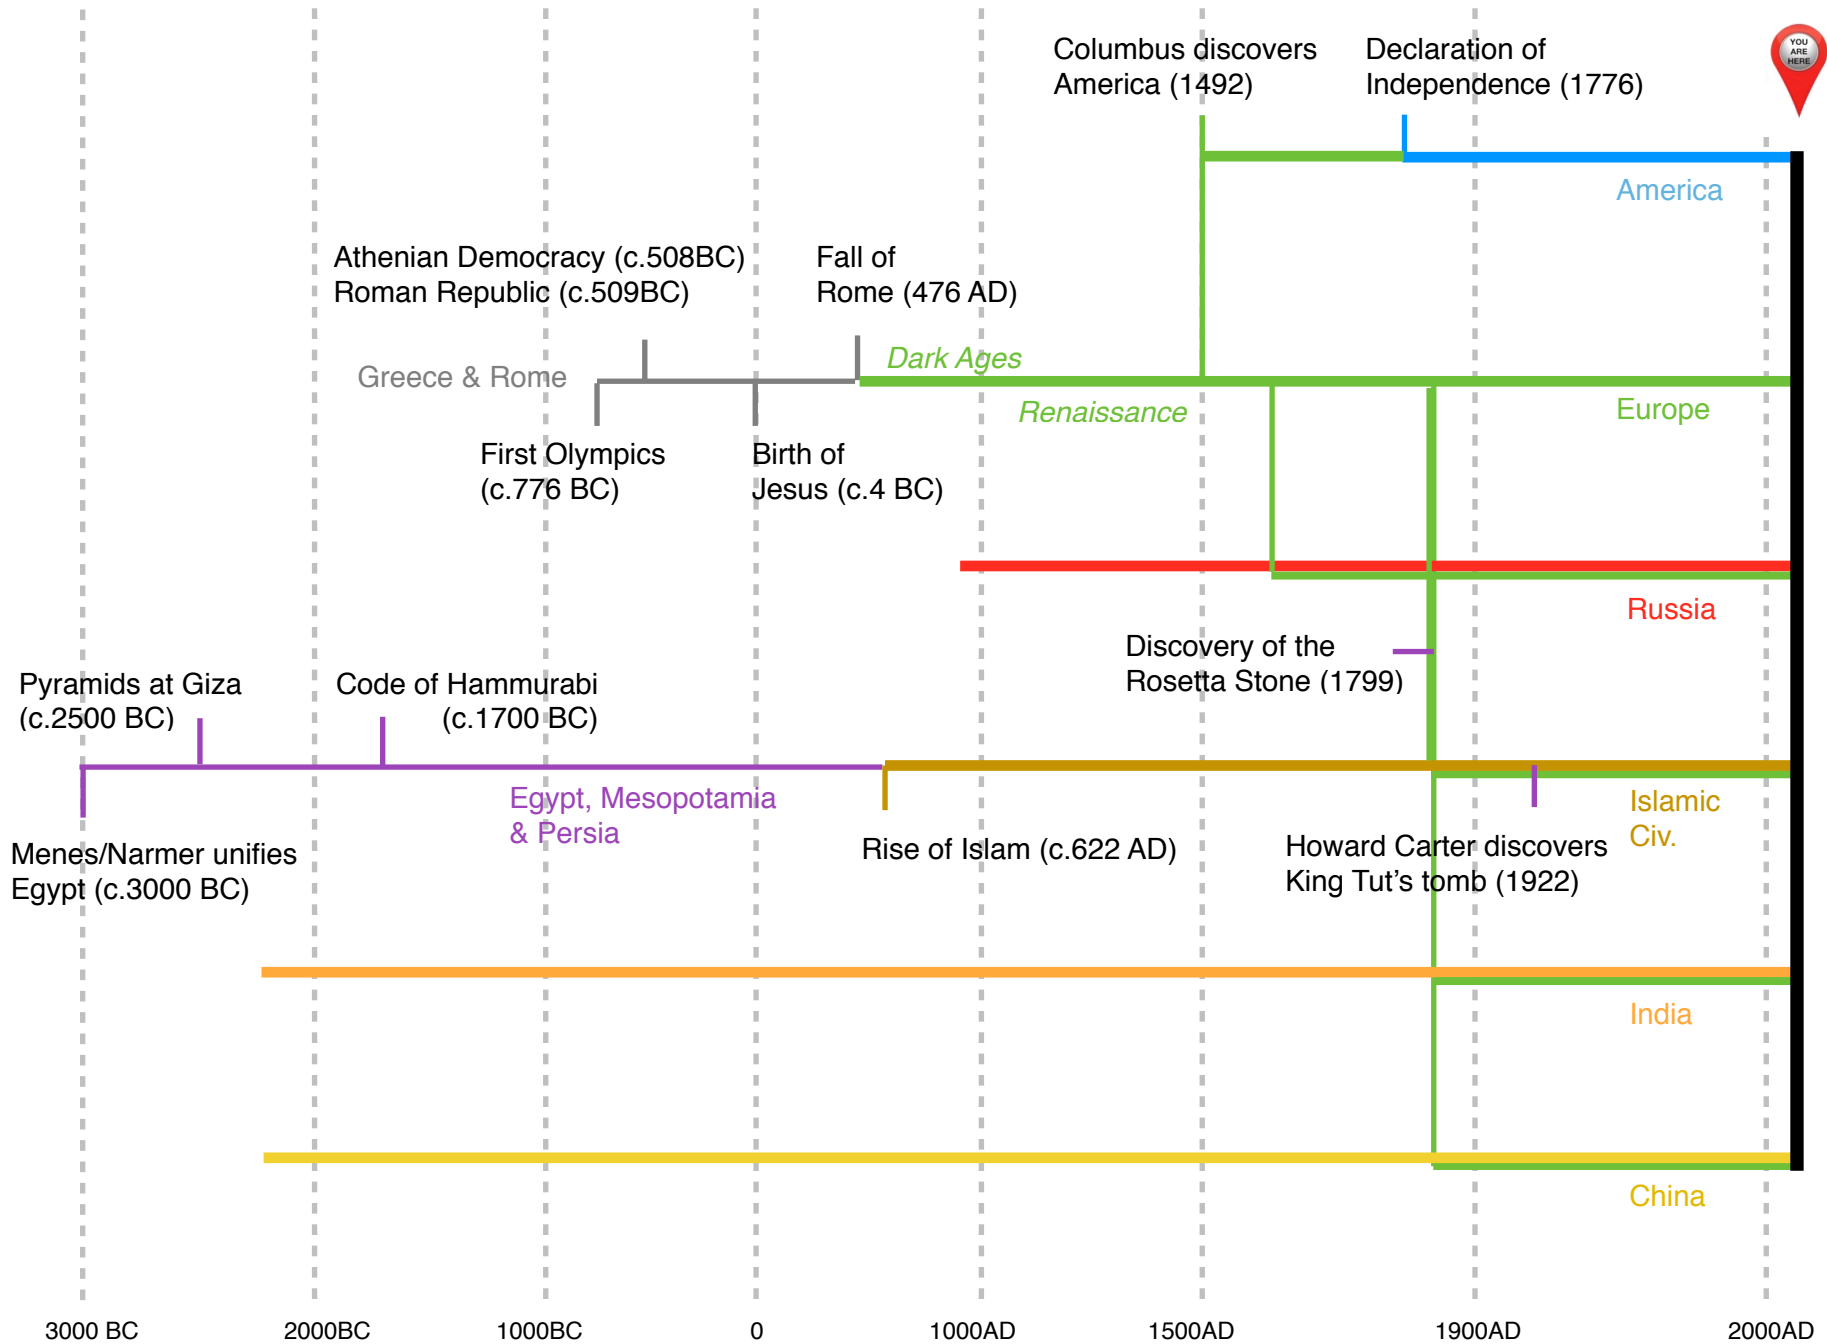 Columbus discovers
America (1492)
Declaration of
Independence (1776)
YOU
ARE
HERE
America
Athenian Democracy (c.508BC)
Roman Republic (c.509BC)
Fall of
Rome (476 AD)
Dark Ages
Greece & Rome
Renaissance
Europe
First Olympics
(c.776 BC)
Birth of
Jesus (c.4 BC)
Russia
Discovery of the
Rosetta Stone (1799)
Pyramids at Giza
(c.2500 BC)
Code of Hammurabi
(c.1700 BC)
Egypt, Mesopotamia
& Persia
Islamic
Civ.
Menes/Narmer unifies
Egypt (c.3000 BC)
Rise of Islam (c.622 AD)
Howard Carter discovers
King Tut’s tomb (1922)
India
China
3000 BC
2000BC
1000BC
0
1000AD
1500AD
1900AD
2000AD